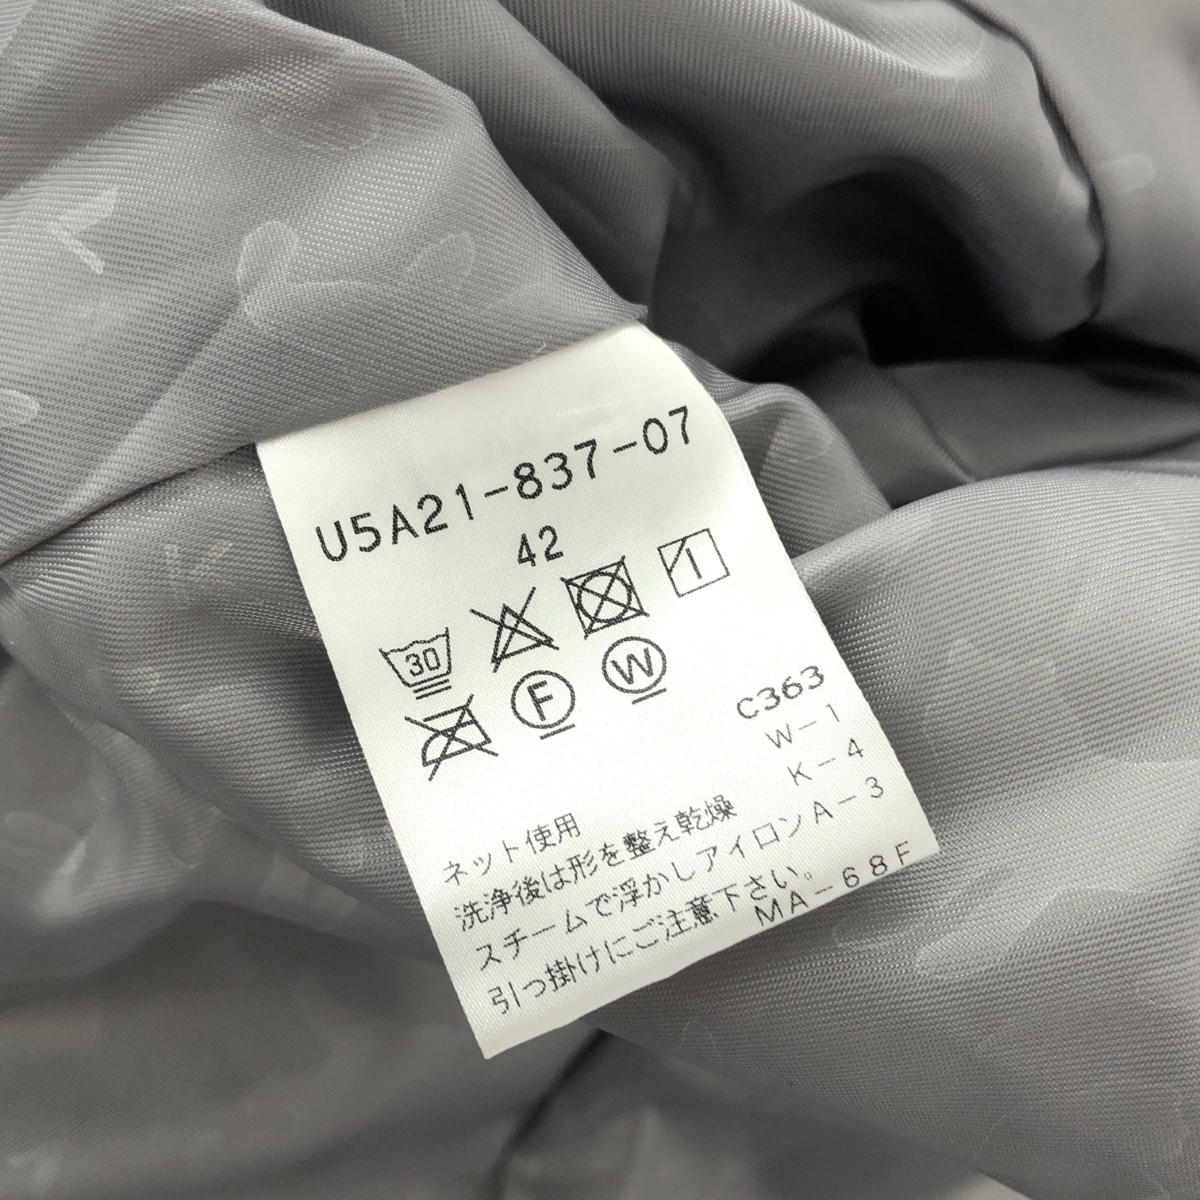 U5A21-837-07
42
30
F W
C363
W-1
K-4
A-3
MA-68F
ネット使用
洗浄後は形を整え乾燥
スチームで浮かしアイロン
引っ掛けにご注意下さい。